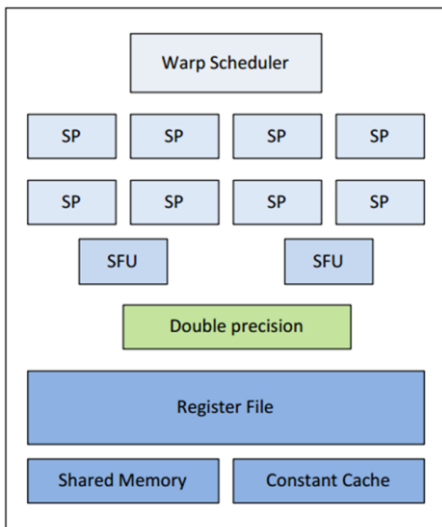 Warp Scheduler
SP SP SP SP
SP SP SP SP
SFU SFU
Double precision
Register File
Shared Memory Constant Cache